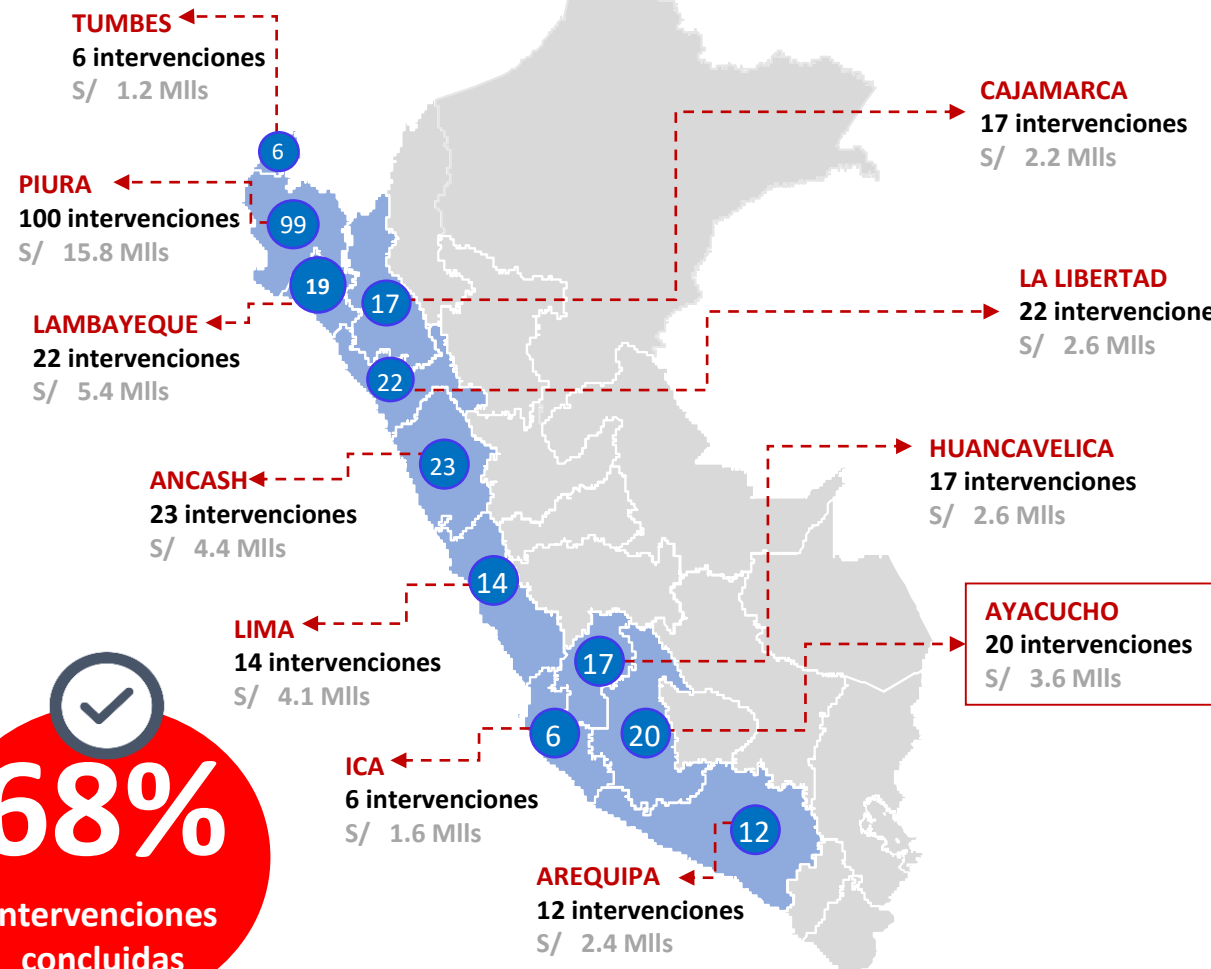 TUMBES
6 intervenciones
S/ 1.2 Mlls
CAJAMARCA
17 intervenciones
S/ 2.2 Mlls
6
PIURA
100 intervenciones
S/ 15.8 Mlls
99
19
17
LA LIBERTAD
22 intervencione
S/ 2.6 Mlls
LAMBAYEQUE
22 intervenciones
S/ 5.4 Mlls
22
HUANCAVELICA
17 intervenciones
S/ 2.6 Mlls
23
ANCASH
23 intervenciones
S/ 4.4 Mlls
14
AYACUCHO
20 intervenciones
S/ 3.6 Mlls
LIMA
14 intervenciones
S/ 4.1 Mlls
17
6
20
ICA
6 intervenciones
S/ 1.6 Mlls
12
AREQUIPA
12 intervenciones
S/ 2.4 Mlls
68%
ntervenciones
concluidas